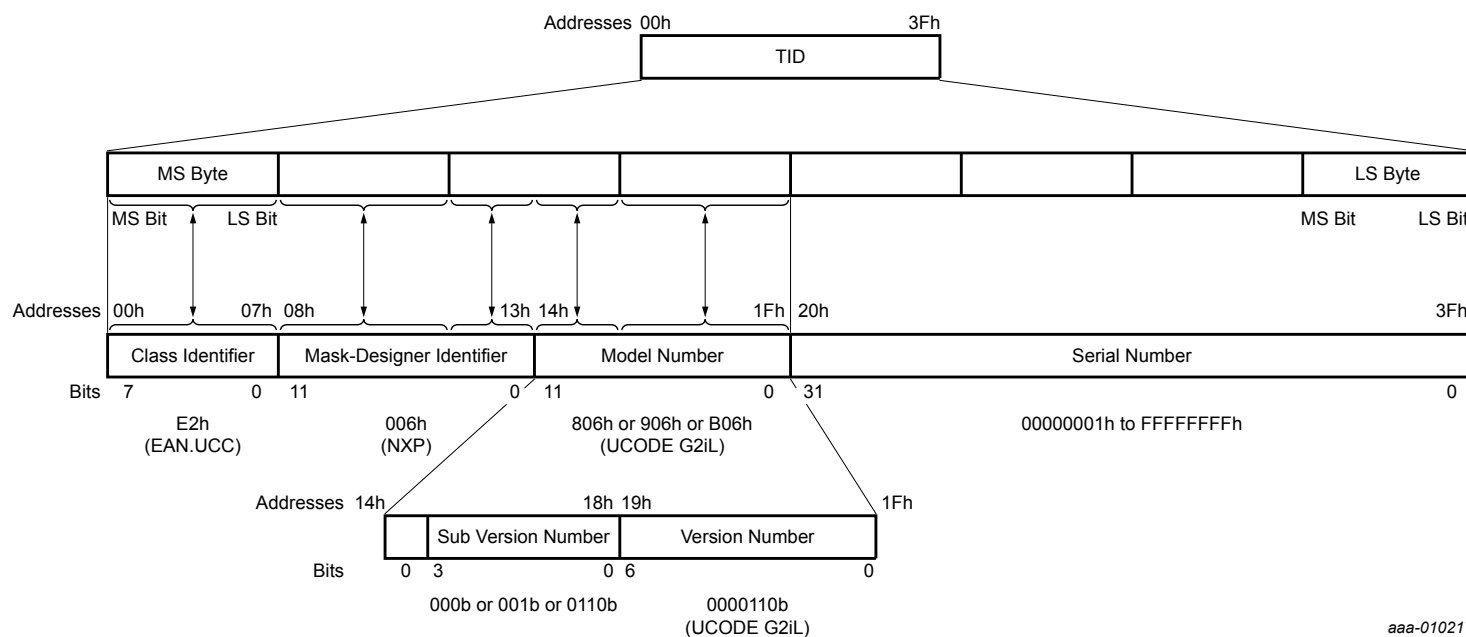 Addresses 00h 3Fh
TID
MS Byte LS Byte
MS Bit LS Bit MS Bit LS Bit
Addresses 00h 07h 08h 13h 14h 1Fh 20h 3Fh
Class Identifier Mask-Designer Identifier Model Number Serial Number
Bits 7 0 11 0 11 0 31 0
E2h 006h 806h or 906h or B06h 00000001h to FFFFFFFFh
(EAN.UCC) (NXP) (UCODE G2iL)
Addresses 14h 18h 19h 1Fh
Sub Version Number Version Number
Bits 0 3 0 6 0
000b or 001b or 0110b 0000110b
(UCODE G2iL)
aaa-01021